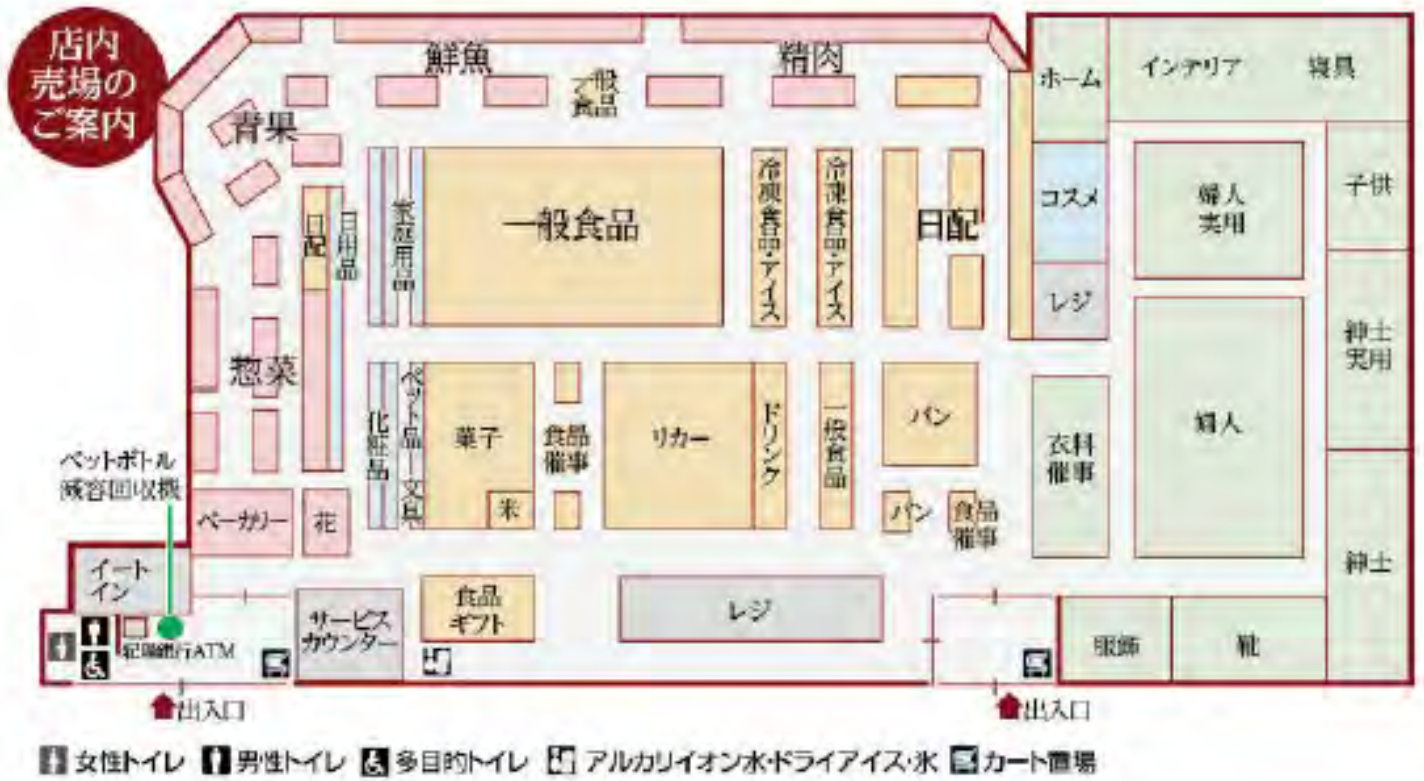 店内
売場の
ご案内
鮮魚
精肉
一般
食品
青果
ホーム
インテリア
寝具
日配
日用品
家庭用品
一般食品
冷凍食品・アイス
冷凍食品・アイス
日配
コスメ
婦人
実用
子供
レジ
惣菜
化粧品
ペット品
文具
菓子
米
食品
催事
リカー
ドリンク
一般食品
パン
衣料
催事
婦人
紳士
実用
ペットボトル
減容回収機
ベーカリー
花
パン
食品
催事
紳士
イート
イン
サービス
カウンター
食品
ギフト
レジ
服飾
靴
紀陽銀行ATM
出入口
出入口
女性トイレ
男性トイレ
多目的トイレ
アルカリイオン水・ドライアイス・氷
カート置場